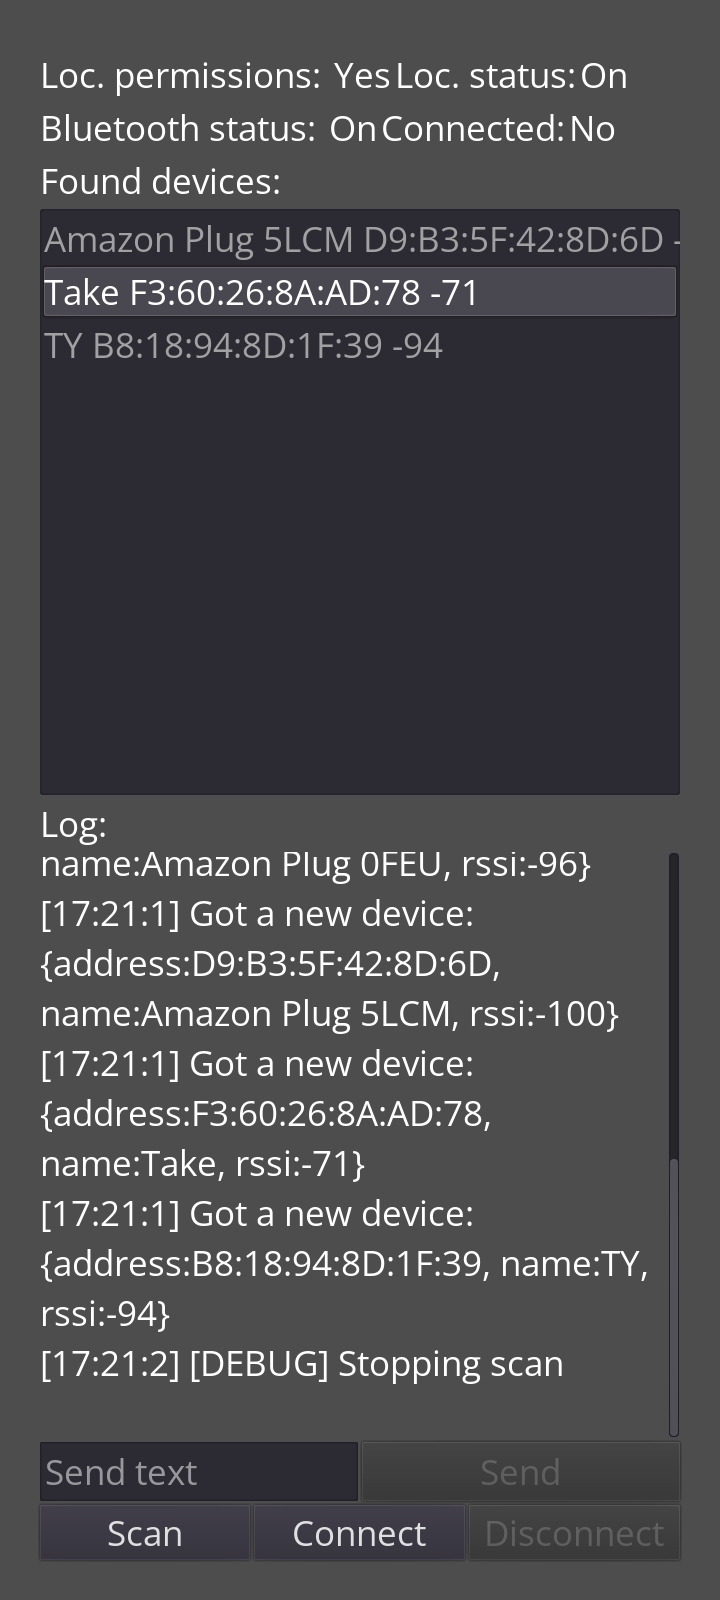 Loc. permissions: Yes Loc. status: On
Bluetooth status: On Connected: No
Found devices:
Amazon Plug 5LCM D9:B3:5F:42:8D:6D -
Take F3:60:26:8A:AD:78 -71
TY B8:18:94:8D:1F:39 -94
Log:
name:Amazon Plug 0FEU, rssi:-96}
[17:21:1] Got a new device:
{address:D9:B3:5F:42:8D:6D,
name:Amazon Plug 5LCM, rssi:-100}
[17:21:1] Got a new device:
{address:F3:60:26:8A:AD:78,
name:Take, rssi:-71}
[17:21:1] Got a new device:
{address:B8:18:94:8D:1F:39, name:TY,
rssi:-94}
[17:21:2] [DEBUG] Stopping scan
Send text Send
Scan Connect Disconnect